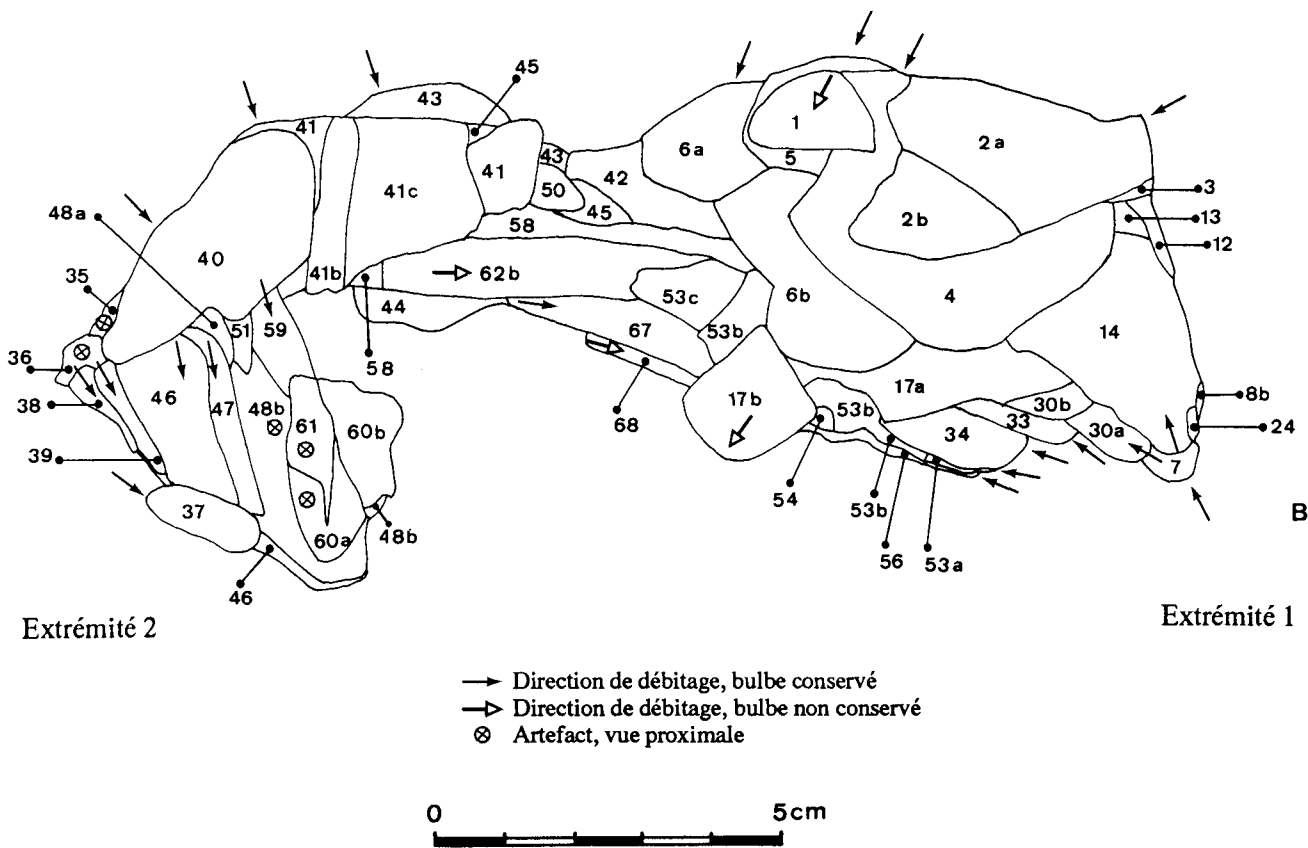 45
43
41
1
6a
2a
5
43
41
41c
42
50
3
48a
45
13
2b
58
12
40
35
41b
62b
53c
6b
4
44
51
59
67
53b
14
36
58
38
46
47
48b
61
60b
68
17b
17a
8b
53b
30b
34
33
30a
24
39
7
37
54
53b
48b
60a
56
53a
B
46
Extrémité 2
Extrémité 1
Direction de débitage, bulbe conservé
Direction de débitage, bulbe non conservé
Artefact, vue proximale
0 5cm